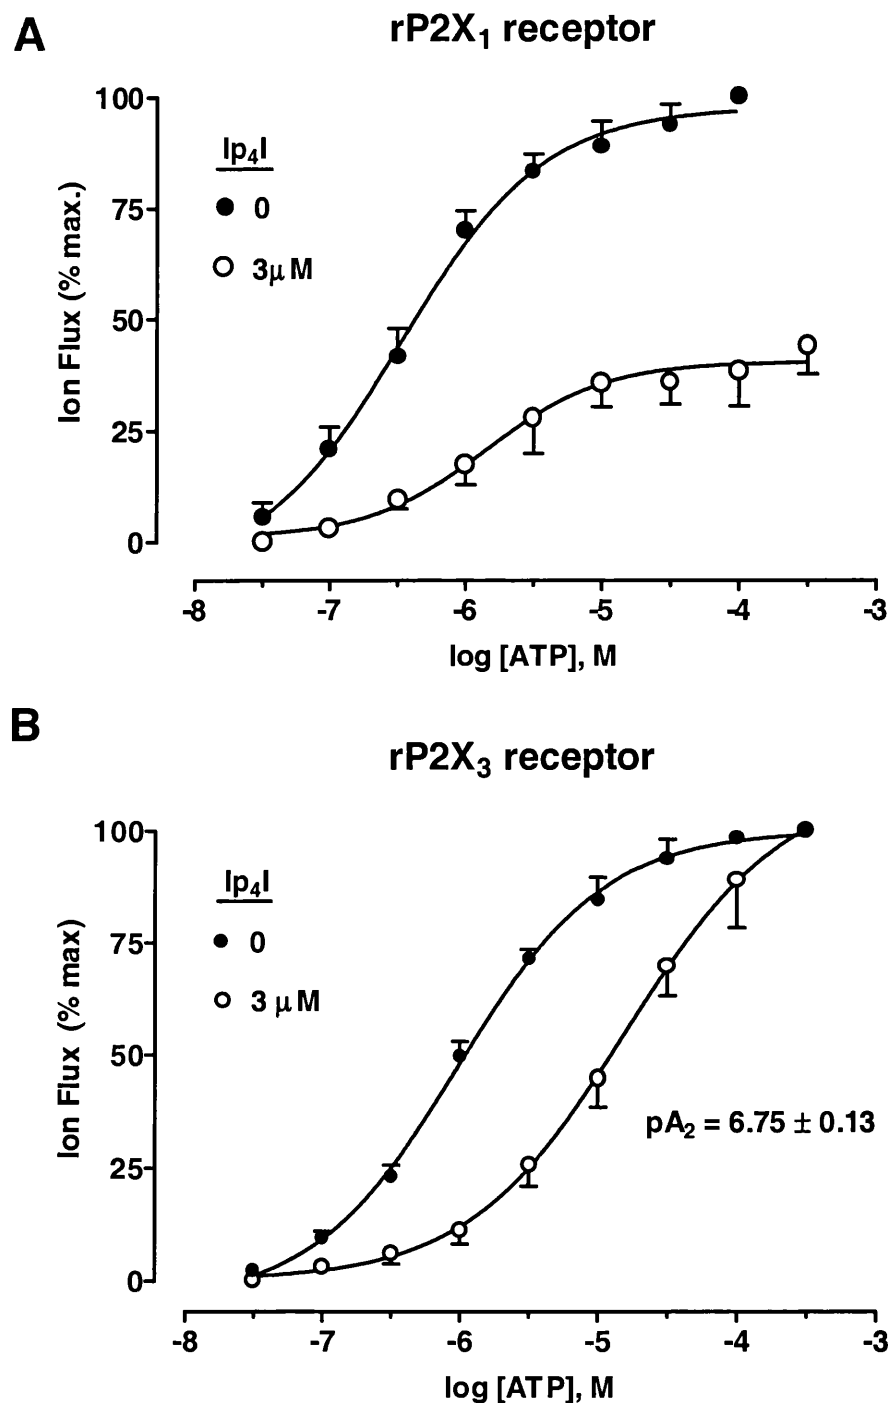 A
rP2X₁ receptor
Ion Flux (% max.)
100
75
50
25
0
Ip₄I
0
3μM
-8 -7 -6 -5 -4 -3
log [ATP], M
B
rP2X₃ receptor
Ion Flux (% max)
100
75
50
25
0
Ip₄I
0
3 μM
pA₂ = 6.75 ± 0.13
-8 -7 -6 -5 -4 -3
log [ATP], M